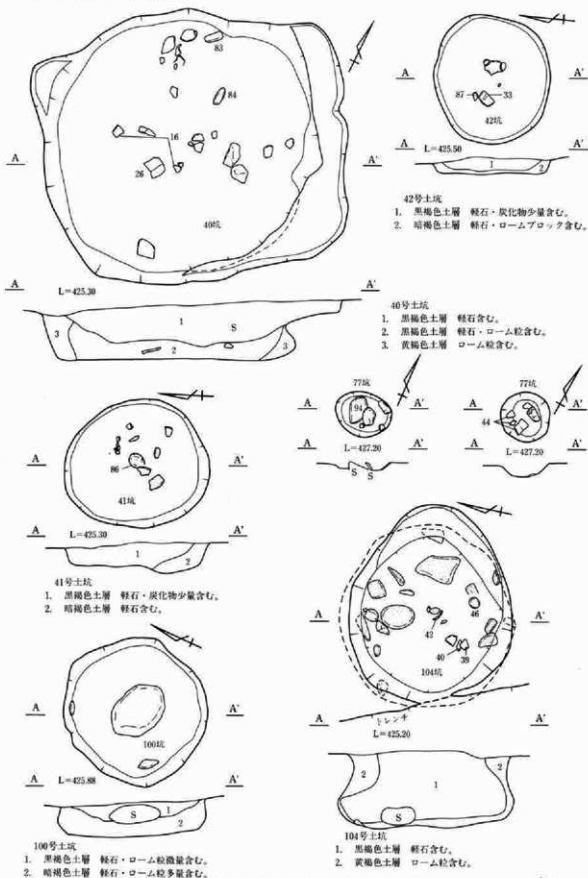 83
84
16
26
40坑
A
A'
A
L=425.30
A'
1
S
2
3
3
A
A'
87
33
42坑
A
L=425.50
A'
1
2
42号土坑
1. 黒褐色土層 軽石・炭化物少量含む。
2. 暗褐色土層 軽石・ロームブロック含む。
40号土坑
1. 黒褐色土層 軽石含む。
2. 黒褐色土層 軽石・ローム粒含む。
3. 黄褐色土層 ローム粒含む。
A
A'
86
41坑
A
L=425.30
A'
1
2
41号土坑
1. 黒褐色土層 軽石・炭化物少量含む。
2. 暗褐色土層 軽石含む。
77坑
A
94
A'
A
L=427.20
A'
S
S
77坑
A
A'
44
A
L=427.20
A'
A
A'
46
42
40
39
104坑
トレンチ
A
L=425.20
A'
2
1
2
S
104号土坑
1. 黒褐色土層 軽石含む。
2. 黄褐色土層 ローム含む。
A
A'
100坑
A
L=425.88
A'
S
1
2
100号土坑
1. 黒褐色土層 軽石・ローム粒微量含む。
2. 暗褐色土層 軽石・ローム粒多量含む。